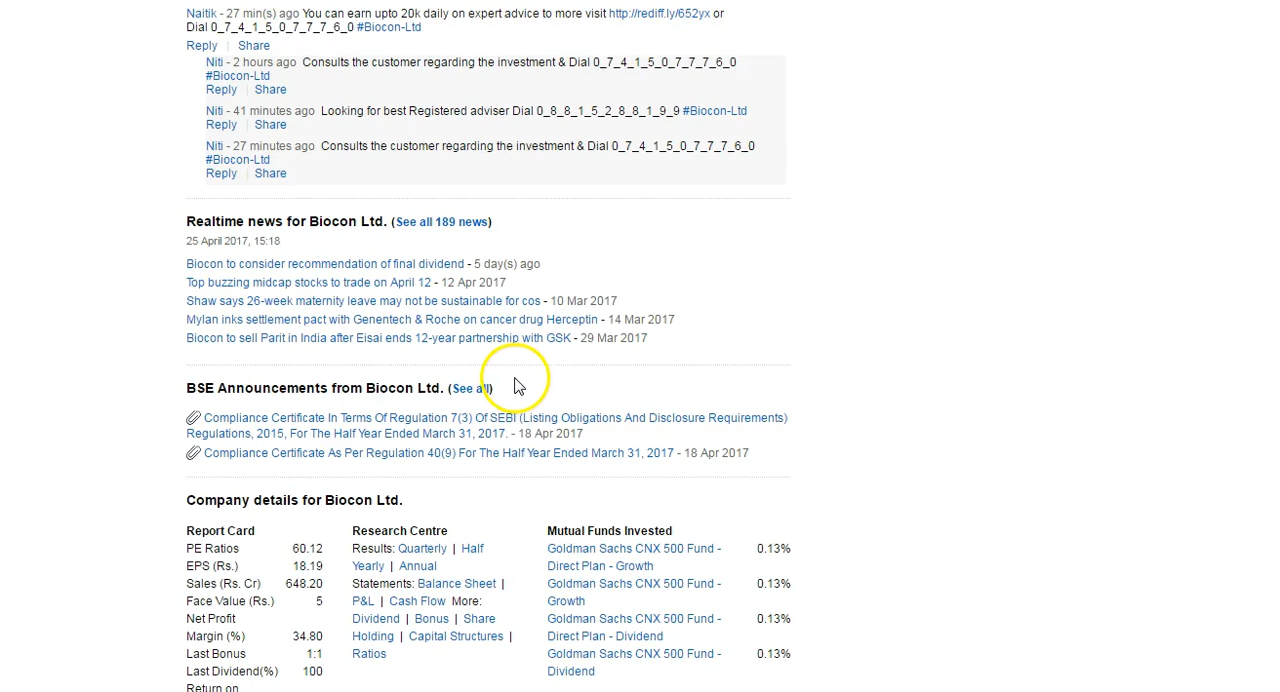 Naitik - 27 min(s) ago You can earn upto 20k daily on expert advice to more visit http://rediff.ly/652yx or
Dial 0_7_4_1_5_0_7_7_7_6_0 #Biocon-Ltd
Reply | Share
Niti - 2 hours ago Consults the customer regarding the investment & Dial 0_7_4_1_5_0_7_7_7_6_0
#Biocon-Ltd
Reply | Share
Niti - 41 minutes ago Looking for best Registered adviser Dial 0_8_8_1_5_2_8_8_1_9_9 #Biocon-Ltd
Reply | Share
Niti - 27 minutes ago Consults the customer regarding the investment & Dial 0_7_4_1_5_0_7_7_7_6_0
#Biocon-Ltd
Reply | Share
Realtime news for Biocon Ltd. (See all 189 news)
25 April 2017, 15:18
Biocon to consider recommendation of final dividend - 5 day(s) ago
Top buzzing midcap stocks to trade on April 12 - 12 Apr 2017
Shaw says 26-week maternity leave may not be sustainable for cos - 10 Mar 2017
Mylan inks settlement pact with Genentech & Roche on cancer drug Herceptin - 14 Mar 2017
Biocon to sell Parit in India after Eisai ends 12-year partnership with GSK - 29 Mar 2017
BSE Announcements from Biocon Ltd. (See all)
Compliance Certificate In Terms Of Regulation 7(3) Of SEBI (Listing Obligations And Disclosure Requirements)
Regulations, 2015, For The Half Year Ended March 31, 2017. - 18 Apr 2017
Compliance Certificate As Per Regulation 40(9) For The Half Year Ended March 31, 2017 - 18 Apr 2017
Company details for Biocon Ltd.
Report Card
PE Ratios 60.12
EPS (Rs.) 18.19
Sales (Rs. Cr) 648.20
Face Value (Rs.) 5
Net Profit
Margin (%) 34.80
Last Bonus 1:1
Last Dividend(%) 100
Return on
Research Centre
Results: Quarterly | Half
Yearly | Annual
Statements: Balance Sheet |
P&L | Cash Flow More:
Dividend | Bonus | Share
Holding | Capital Structures |
Ratios
Mutual Funds Invested
Goldman Sachs CNX 500 Fund - 0.13%
Direct Plan - Growth
Goldman Sachs CNX 500 Fund - 0.13%
Growth
Goldman Sachs CNX 500 Fund - 0.13%
Direct Plan - Dividend
Goldman Sachs CNX 500 Fund - 0.13%
Dividend